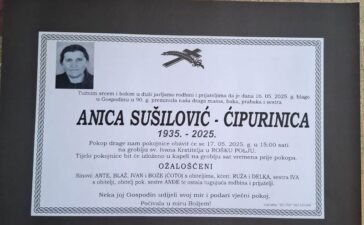 Tužnim srcem i bolom u duši javljamo rodbini i prijateljima da je dana 16. 05. 2025. g. blago
u Gospodinu u 90. g. preminula naša draga mama, baka, prabaka i sestra
ANICA SUŠILOVIĆ - ĆIPURINICA
1935. - 2025.
Pokop drage nam pokojnice obavit će se 17. 05. 2025. g. u 15:00 sati
na groblju sv. Ivana Krstitelja u ROŠKU POLJU.
Tijelo pokojnice bit će izloženo u kapeli na groblju sat vremena prije pokopa.
OŽALOŠĆENI
Sinovi: ANTE, BLAŽ, IVAN i BOŽE (ĆOTO) s obiteljima, kćeri: RUŽA i DELKA, sestra IVA
s obitelji, obitelj pok. sestre ANĐE te ostala tugujuća rodbina i prijatelji.
Neka joj Gospodin udijeli svoj mir i podari vječni pokoj.
Počivala u miru Božjem!